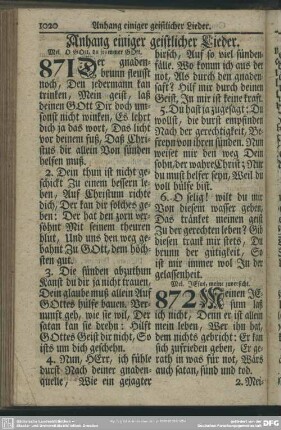 1020 Anhang einiger geistlicher Lieder.
Anhang einiger geistlicher Lieder.
Mel. O GOtt, du frommer GOtt.
871 Der gnaden-
brunn fleusst
noch, Den jedermann kan
trinken, Mein geist, laß
deinen GOtt Dir doch um-
sonst nicht winken, Es lehrt
dich ja das wort, Das licht
vor deinem fuß, Daß Chri-
stus dir allein Von sünden
helfen muß.
2. Dein thun ist nicht ge-
schickt Zu einem bessern le-
ben, Auf Christum richte
dich, Der kan dir solches ge-
ben: Der hat den zorn ver-
söhnt Mit seinem theuren
blut, Und uns den weg ge-
bahnt Zu GOtt, dem höch-
sten gut.
3. Die sünden abzuthun
Kanst du dir ja nicht trauen,
Dein glaube muß allein Auf
GOttes hülfe bauen. Ver-
nunft geh, wie sie wil, Der
satan kan sie drehn: Hilft
GOttes Geist dir nicht, So
ists um dich geschehn.
4. Nun, HErr, ich fühle
durst Nach deiner gnaden-
quelle, Wie ein gejagter
hirsch, Auf so viel sünden-
fälle. Wo komm ich aus der
not, Als durch den gnaden-
saft? Hilf mir durch deinen
Geist, In mir ist keine kraft.
5. Du hast ja zugesagt: Du
wollst, die durst empfinden
Nach der gerechtigkeit, Be-
freyn von ihren sünden. Nun
weiset mir den weg Dein
sohn, der wahre Christ: Nur
du must helfer seyn, Weil du
voll hülfe bist.
6. O selig! wilt du mir
Von diesem wasser geben,
Das tränket meinen geist
Zu der gerechten leben? Gib
diesen trank mir stets, Du
brunn der gütigkeit, So
ist mir immer wol In der
gelassenheit.
Mel. JEsus, meine zuversicht.
872 Meinen JE-
sum laß
ich nicht, Denn er ist allein
mein leben, Wer ihn hat,
dem nichts gebricht: Er kan
sich zufrieden geben, Er ge-
rath in was für not, Wärs
auch satan, sünd und tod.
2. Mei-